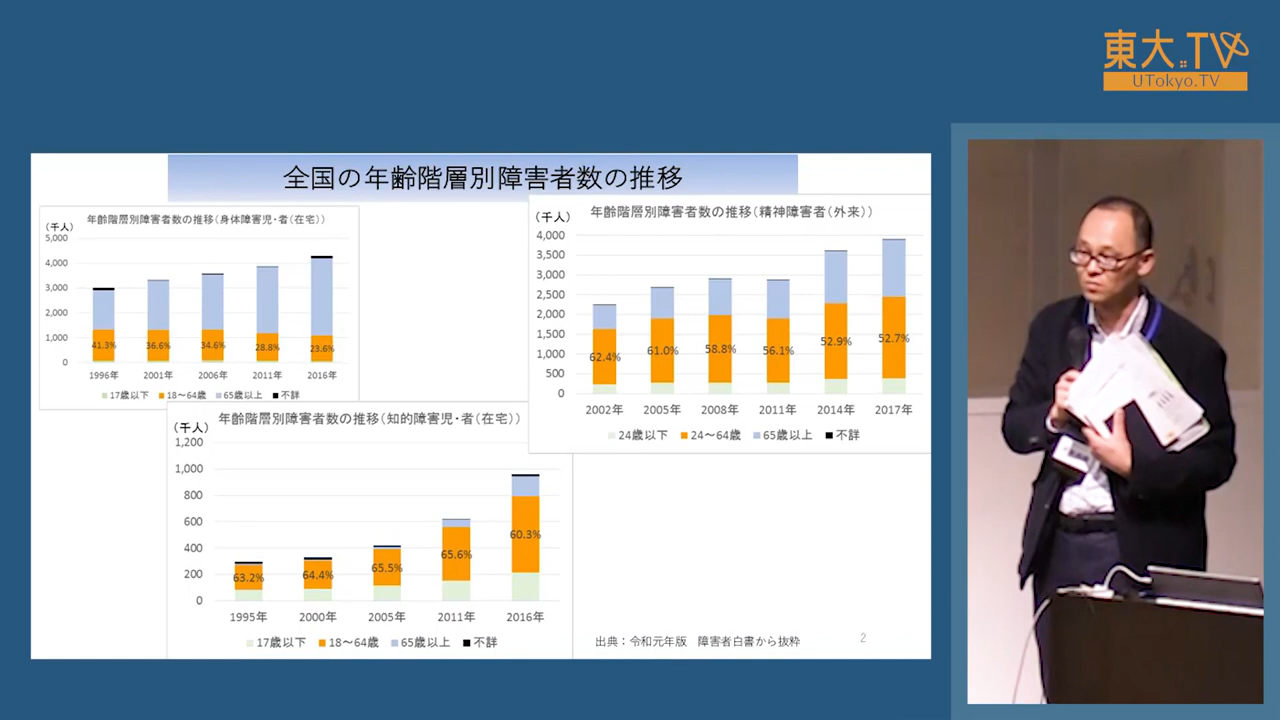 東大.TV
UTokyo.TV
全国の年齢階層別障害者数の推移
年齢階層別障害者数の推移(身体障害児・者(在宅))
(千人)
5,000
4,000
3,000
2,000
1,000
0
41.3%
36.6%
34.6%
28.8%
23.6%
1996年
2001年
2006年
2011年
2016年
17歳以下
18~64歳
65歳以上
不詳
年齢階層別障害者数の推移(精神障害者(外来))
(千人)
4,000
3,500
3,000
2,500
2,000
1,500
1,000
500
0
62.4%
61.0%
58.8%
56.1%
52.9%
52.7%
2002年
2005年
2008年
2011年
2014年
2017年
24歳以下
24~64歳
65歳以上
不詳
年齢階層別障害者数の推移(知的障害児・者(在宅))
(千人)
1,200
1,000
800
600
400
200
0
63.2%
64.4%
65.5%
65.6%
60.3%
1995年
2000年
2005年
2011年
2016年
17歳以下
18~64歳
65歳以上
不詳
出典:令和元年版 障害者白書から抜粋
2